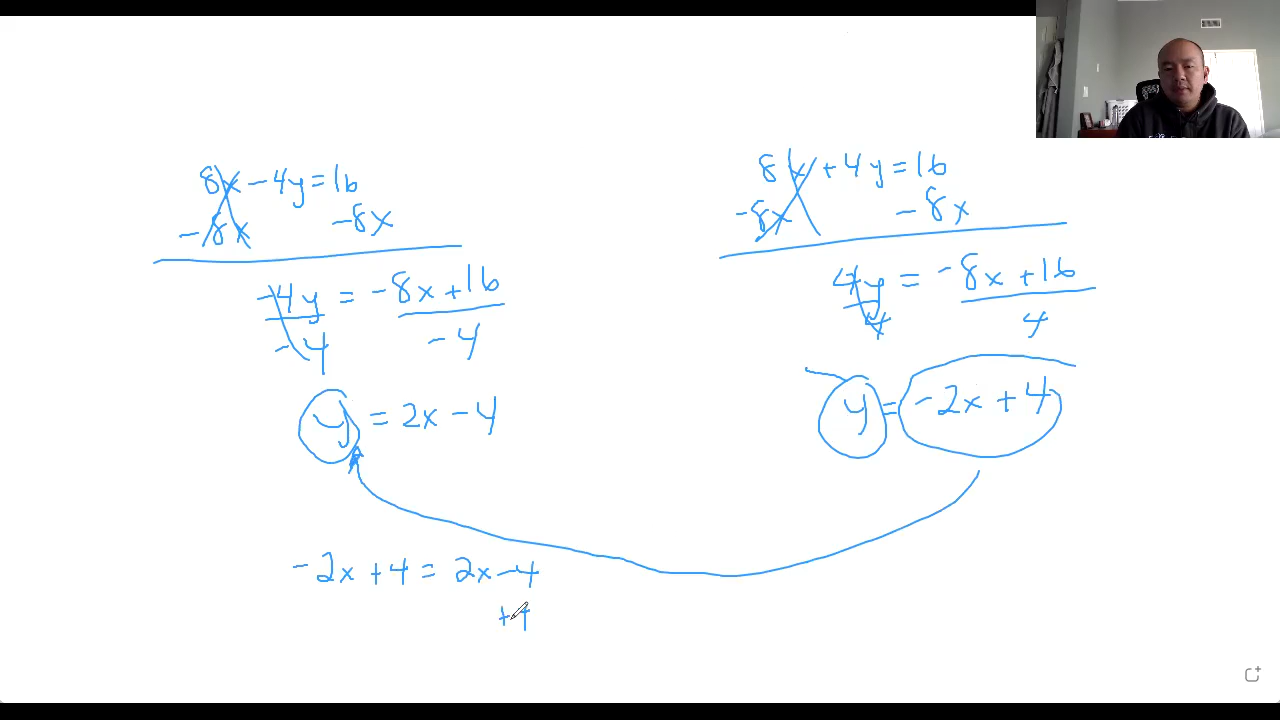 8x - 4y = 16
- 8x - 8x
-4y = -8x + 16
- 4 - 4
y = 2x - 4
8x + 4y = 16
-8x - 8x
4y = -8x + 16
4 4
y = -2x + 4
-2x + 4 = 2x - 4
+4